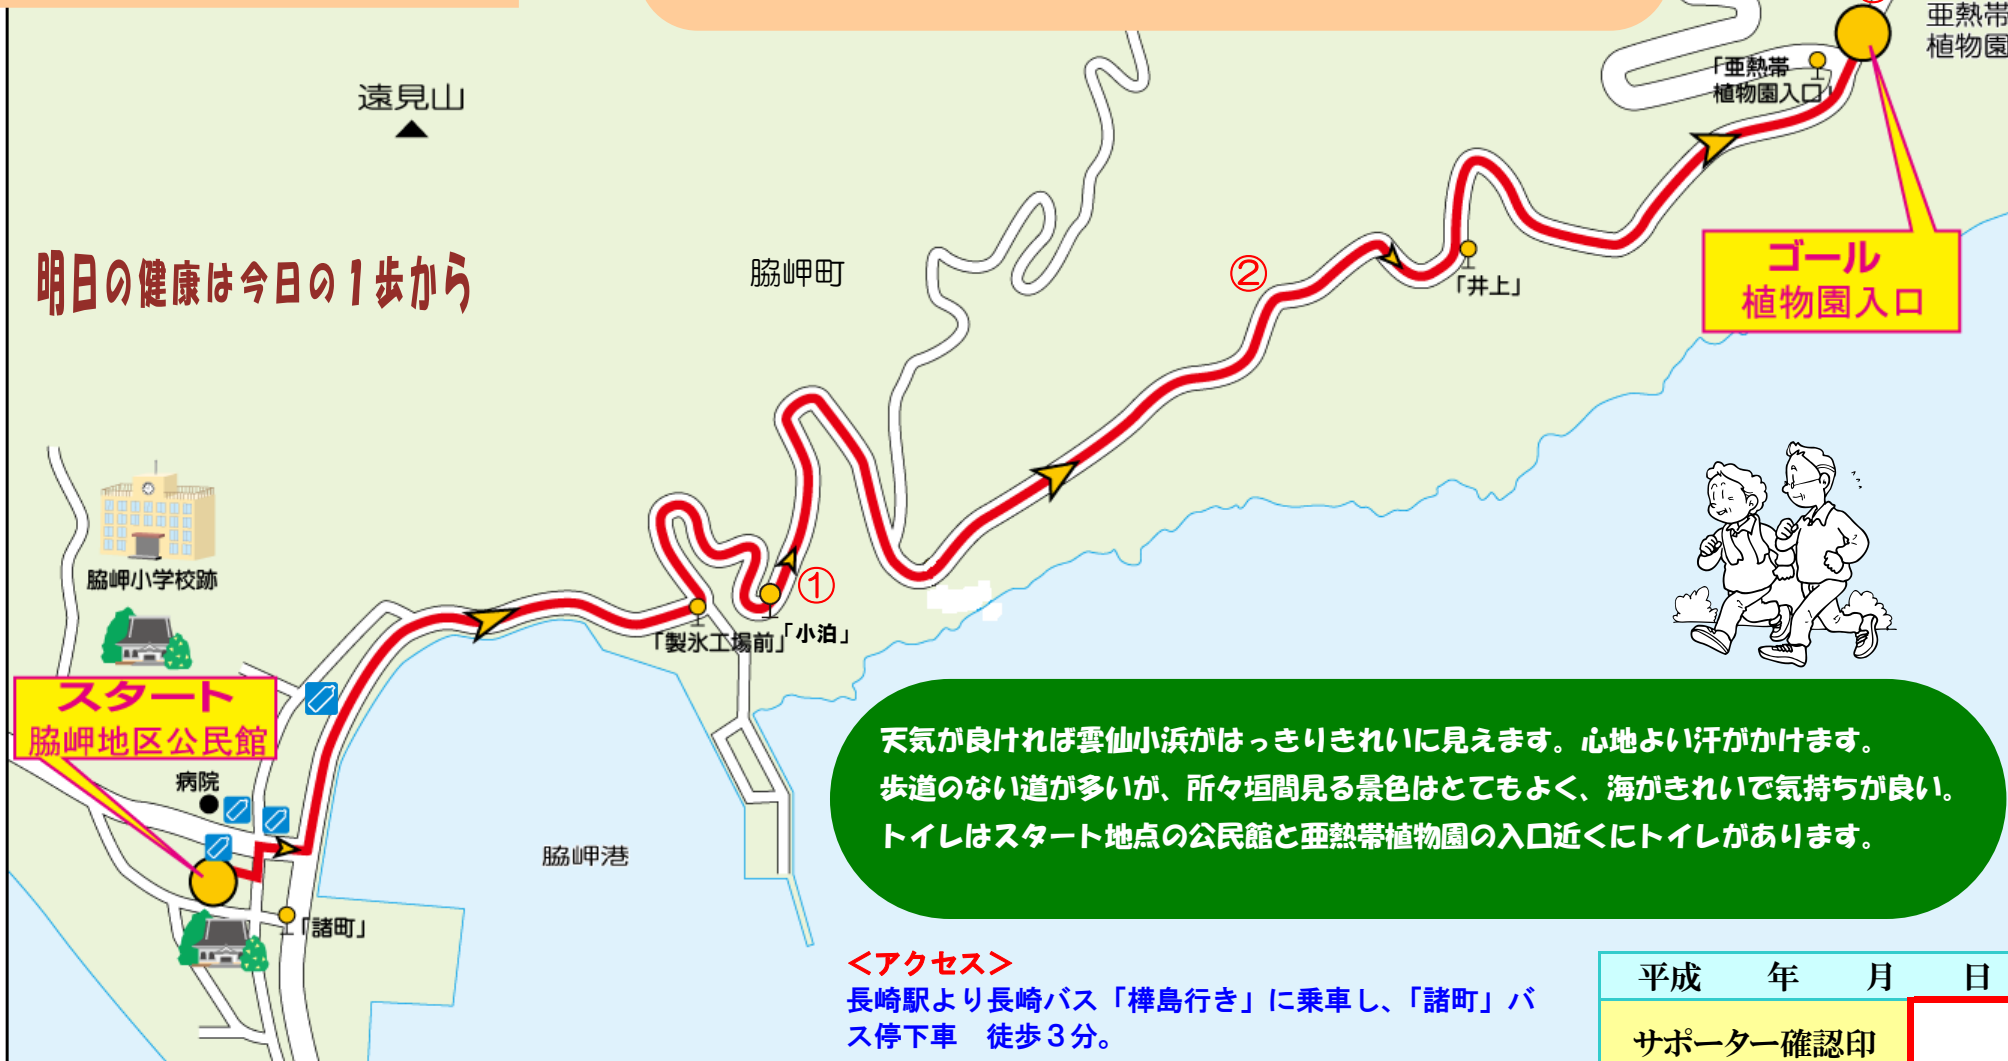 亜熱帯
植物園
「亜熱帯
植物園入口」
遠見山
明日の健康は今日の１歩から
脇岬町
②
「井上」
ゴール
植物園入口
脇岬小学校跡
①
「製氷工場前」
「小泊」
スタート
脇岬地区公民館
病院
脇岬港
「諸町」
天気が良ければ雲仙小浜がはっきりきれいに見えます。心地よい汗がかけます。
歩道のない道が多いが、所々垣間見る景色はとてもよく、海がきれいで気持ちが良い。
トイレはスタート地点の公民館と亜熱帯植物園の入口近くにトイレがあります。
＜アクセス＞
長崎駅より長崎バス「樺島行き」に乗車し、「諸町」バ
ス停下車　徒歩３分。
平成　年　月　日
サポーター確認印